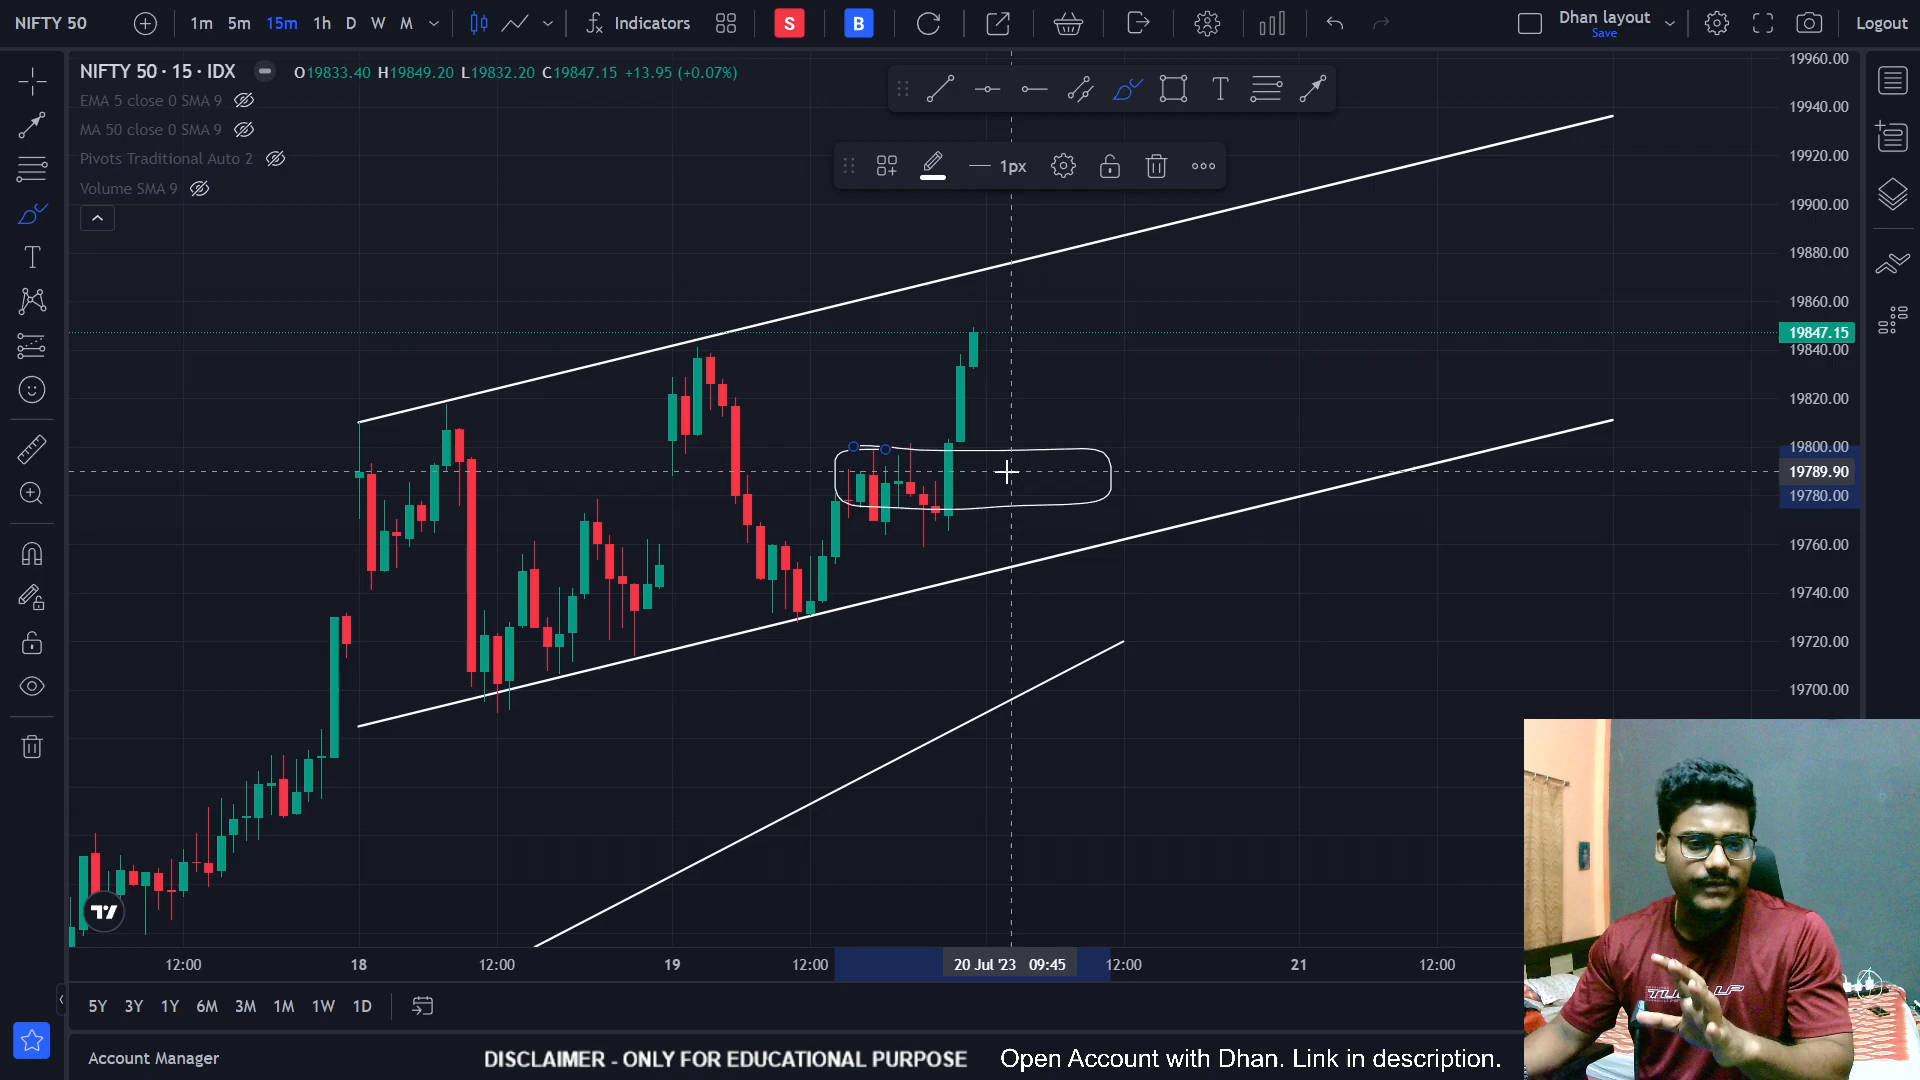 NIFTY 50
1m 5m 15m 1h D W M
Indicators
S
B
Dhan layout
Save
Logout
NIFTY 50 · 15 · IDX
O19833.40 H19849.20 L19832.20 C19847.15 +13.95 (+0.07%)
EMA 5 close 0 SMA 9
MA 50 close 0 SMA 9
Pivots Traditional Auto 2
Volume SMA 9
T
1px
19960.00
19940.00
19920.00
19900.00
19880.00
19860.00
19847.15
19840.00
19820.00
19800.00
19789.90
19780.00
19760.00
19740.00
19720.00
19700.00
12:00 18 12:00 19 12:00 20 Jul '23 09:45 12:00 21 12:00
5Y 3Y 1Y 6M 3M 1M 1W 1D
Account Manager
DISCLAIMER - ONLY FOR EDUCATIONAL PURPOSE
Open Account with Dhan. Link in description.